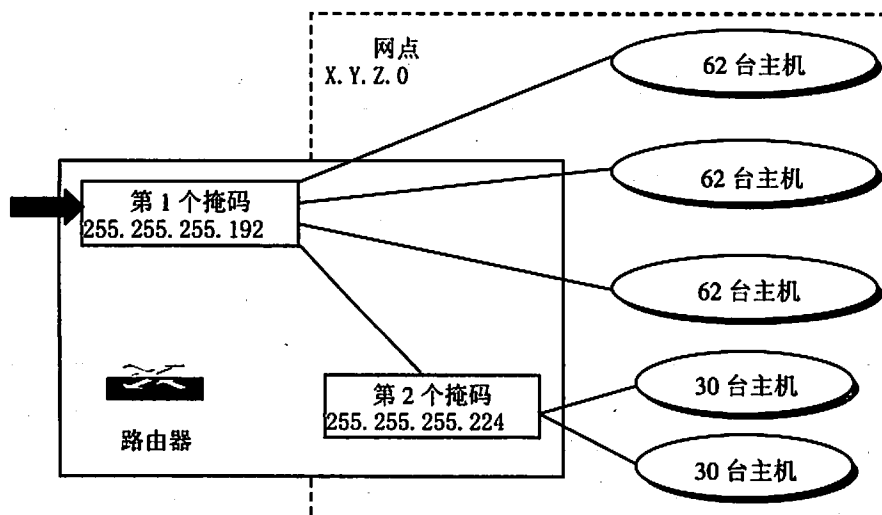 网点
X.Y.Z.0
62 台主机
62 台主机
第 1 个掩码
255.255.255.192
62 台主机
第 2 个掩码
255.255.255.224
30 台主机
路由器
30 台主机